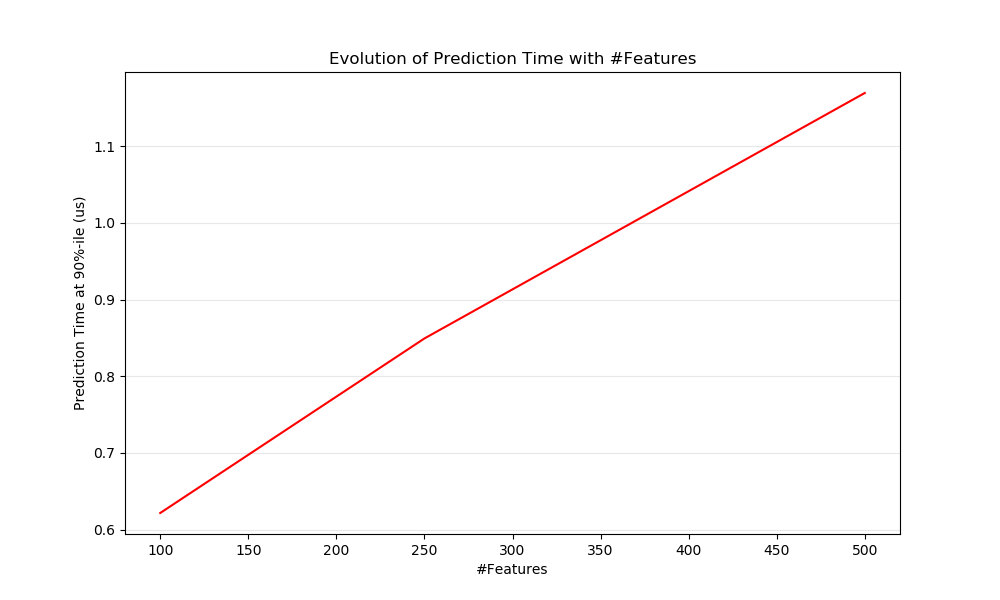 Evolution of Prediction Time with #Features
Prediction Time at 90%-ile (us)
1.1
1.0
0.9
0.8
0.7
0.6
100 150 200 250 300 350 400 450 500
#Features